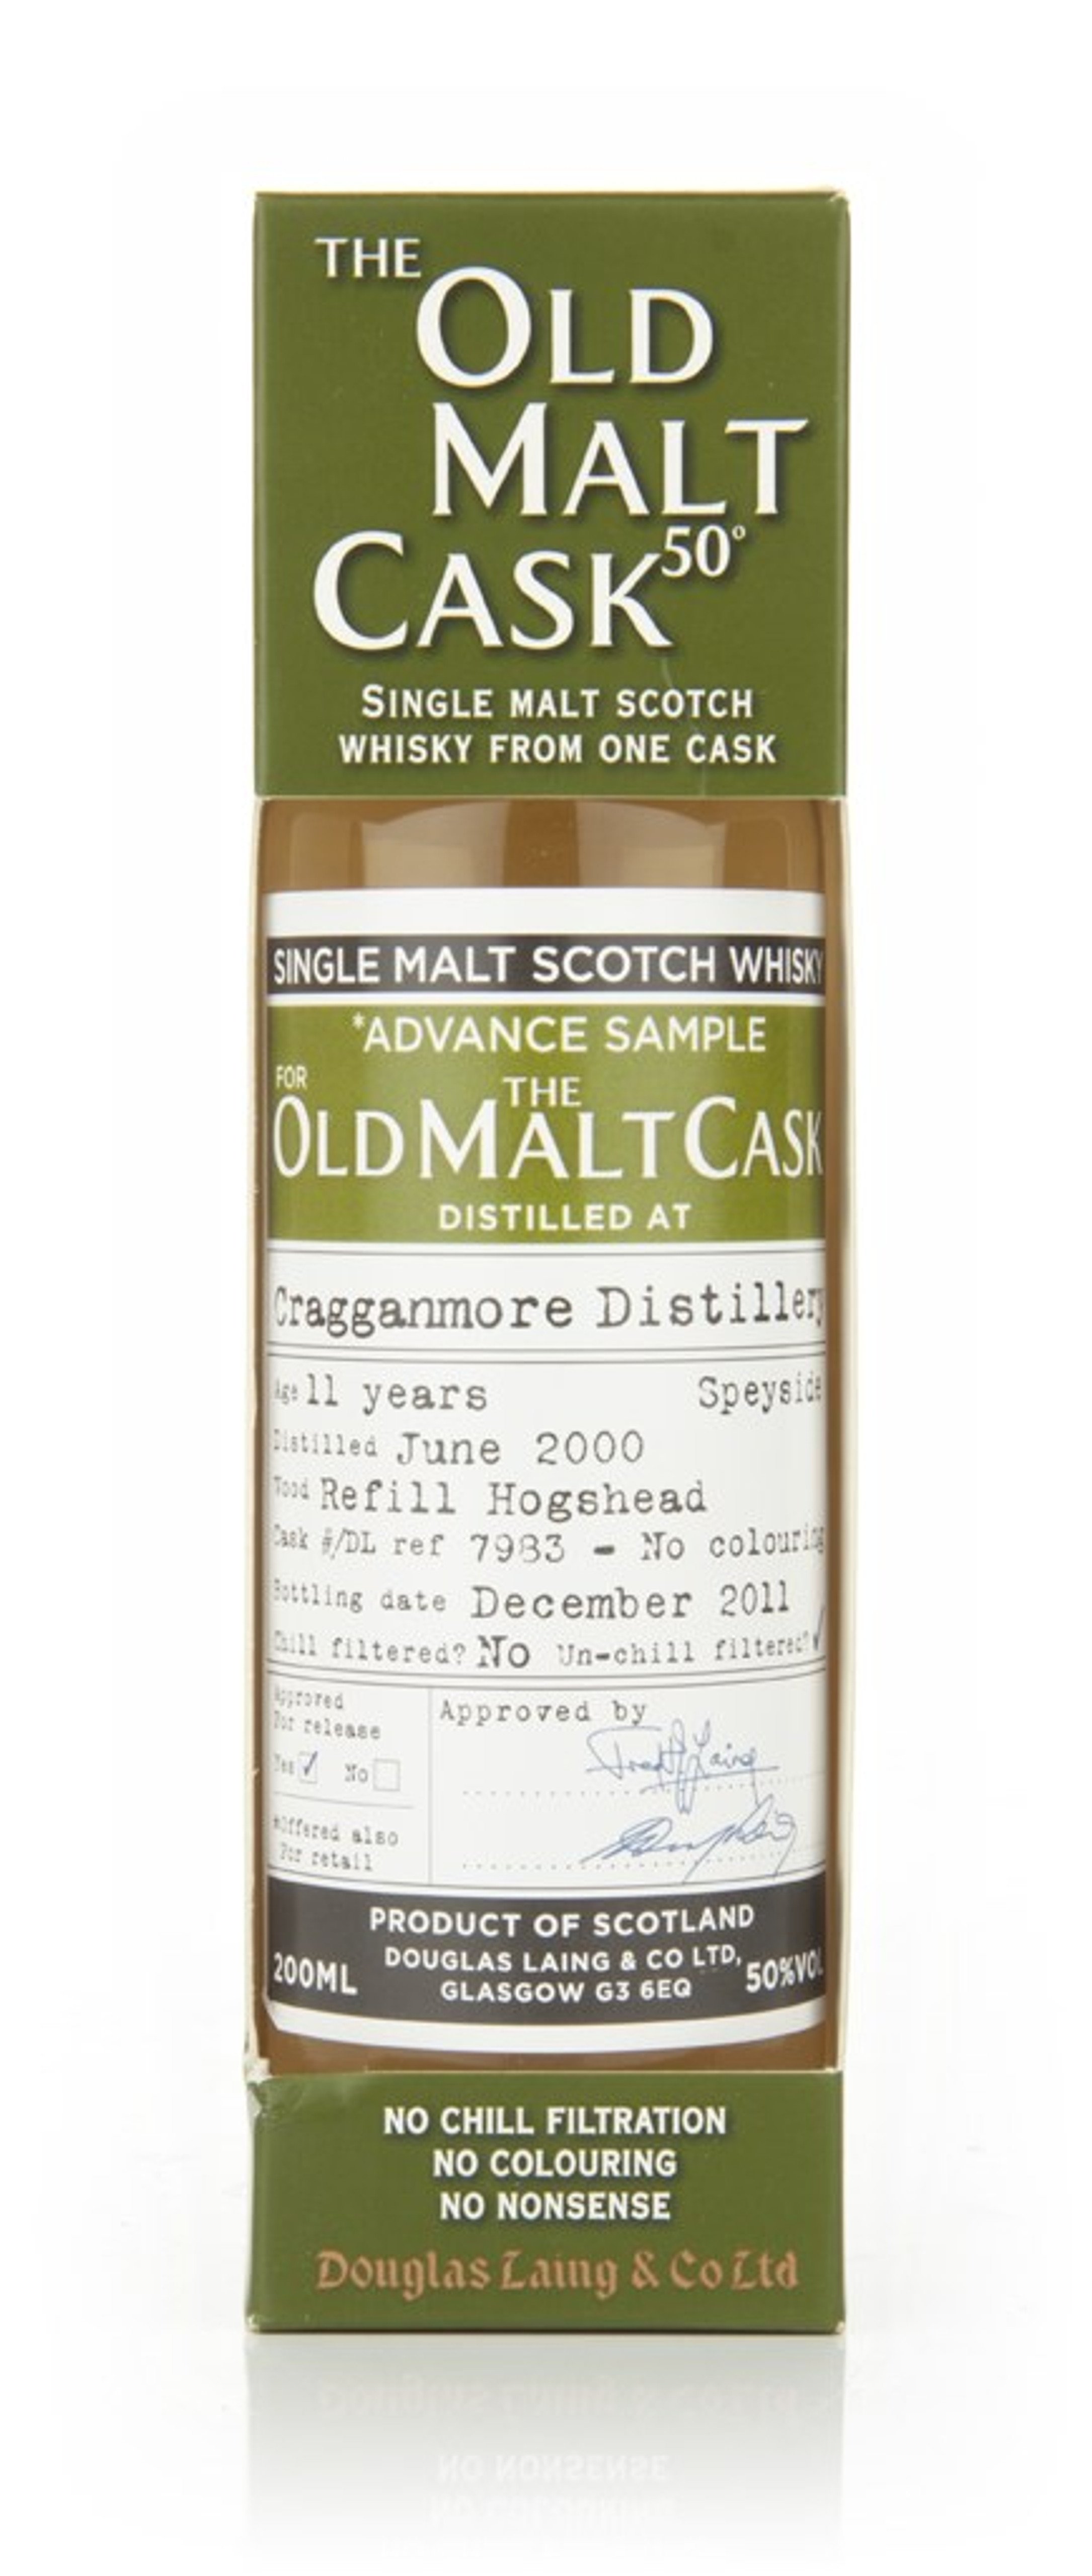 THE
OLD
MALT
CASK 50°
SINGLE MALT SCOTCH
WHISKY FROM ONE CASK
SINGLE MALT SCOTCH WHISKY
*ADVANCE SAMPLE
FOR
THE
OLD MALT CASK
DISTILLED AT
Cragganmore Distillery
Age 11 years Speyside
Distilled June 2000
Wood Refill Hogshead
Cask #/DL ref 7983 - No colouring
Bottling date December 2011
Chill filtered? No Un-chill filtered? ✓
Approved
For release
Yes ✓ No
*Offered also
For retail
Approved by
PRODUCT OF SCOTLAND
DOUGLAS LAING & CO LTD,
GLASGOW G3 6EQ
200ML 50%VOL
NO CHILL FILTRATION
NO COLOURING
NO NONSENSE
Douglas Laing & Co Ltd